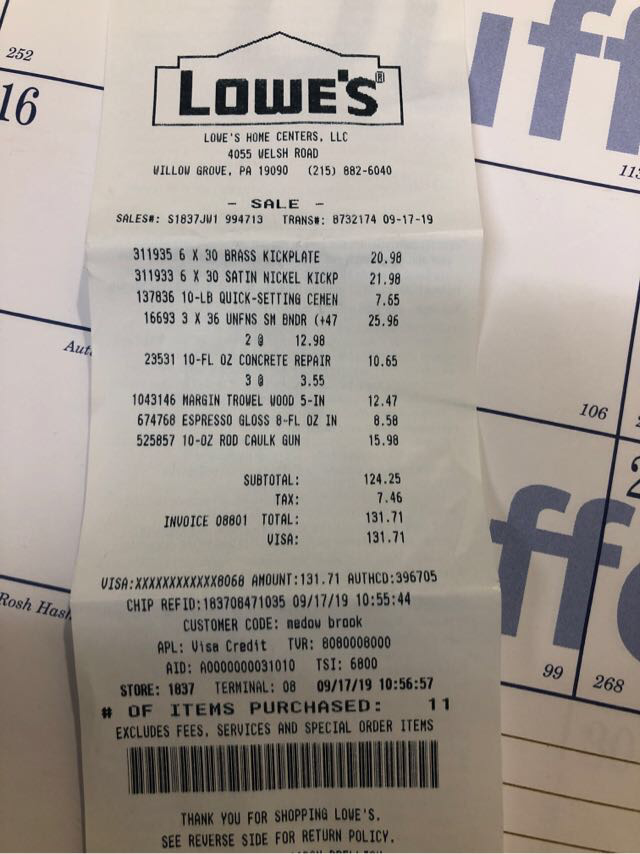 252
16
LOWE'S®
LOWE'S HOME CENTERS, LLC
4055 WELSH ROAD
WILLOW GROVE, PA 19090 (215) 882-6040
- SALE -
SALES#: S1837JW1 994713 TRANS#: 8732174 09-17-19
311935 6 X 30 BRASS KICKPLATE 20.98
311933 6 X 30 SATIN NICKEL KICKP 21.98
137836 10-LB QUICK-SETTING CEMEN 7.65
16693 3 X 36 UNFNS SM BNDR (+47 25.96
2 @ 12.98
23531 10-FL OZ CONCRETE REPAIR 10.65
3 @ 3.55
1043146 MARGIN TROWEL WOOD 5-IN 12.47
674768 ESPRESSO GLOSS 8-FL OZ IN 8.58
525857 10-OZ ROD CAULK GUN 15.98
SUBTOTAL: 124.25
TAX: 7.46
INVOICE 08801 TOTAL: 131.71
VISA: 131.71
VISA:XXXXXXXXXXXX8068 AMOUNT:131.71 AUTHCD:396705
CHIP REFID:183708471035 09/17/19 10:55:44
CUSTOMER CODE: medow brook
APL: Visa Credit TVR: 8080008000
AID: A0000000031010 TSI: 6800
STORE: 1837 TERMINAL: 08 09/17/19 10:56:57
# OF ITEMS PURCHASED: 11
EXCLUDES FEES, SERVICES AND SPECIAL ORDER ITEMS
THANK YOU FOR SHOPPING LOWE'S.
SEE REVERSE SIDE FOR RETURN POLICY.
Rosh Hash
106
99
268